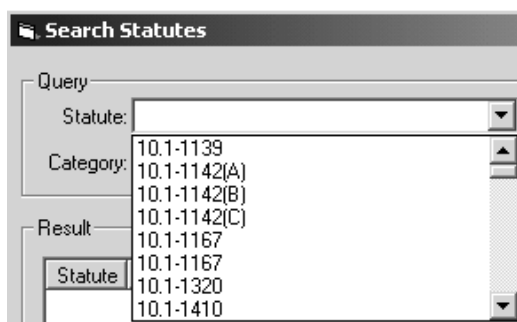 Search Statutes
Query
Statute:
10.1-1139
Category:
10.1-1142(A)
10.1-1142(B)
10.1-1142(C)
Result
10.1-1167
10.1-1167
Statute
10.1-1320
10.1-1410